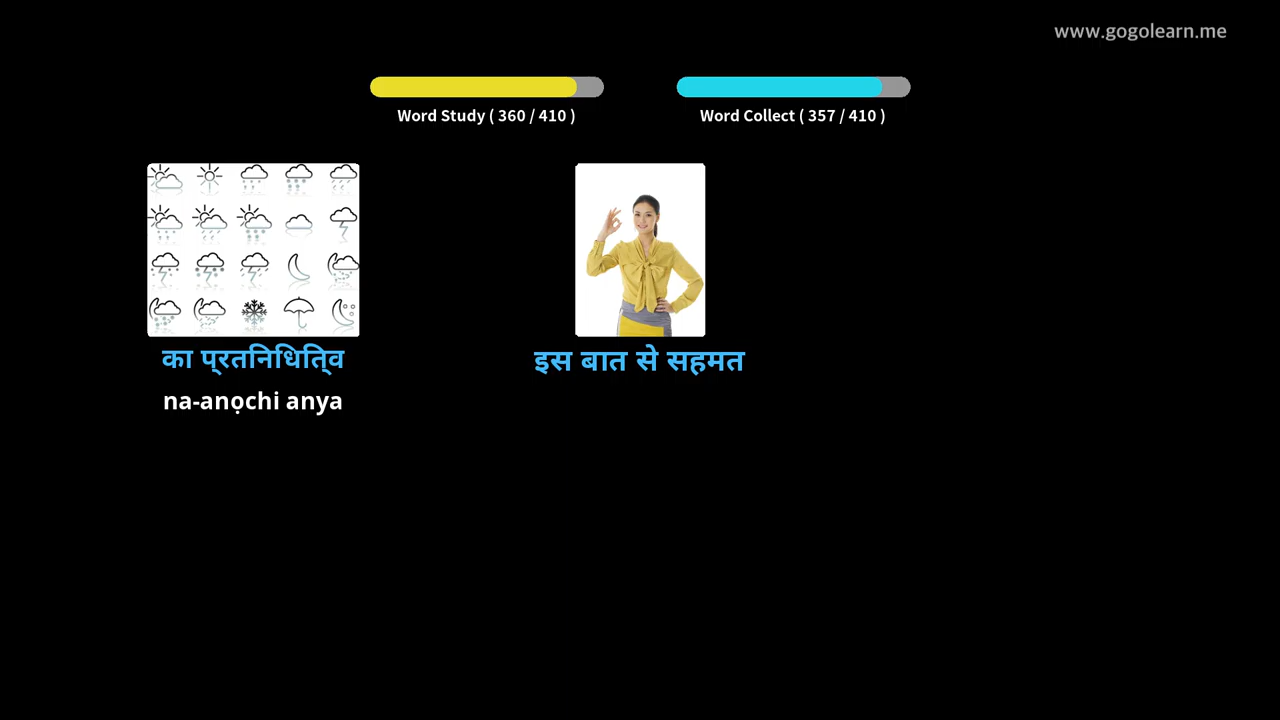 www.gogolearn.me
Word Study ( 360 / 410 )
Word Collect ( 357 / 410 )
का प्रतिनिधित्वि
na-anọchi anya
इस बात से सहमत